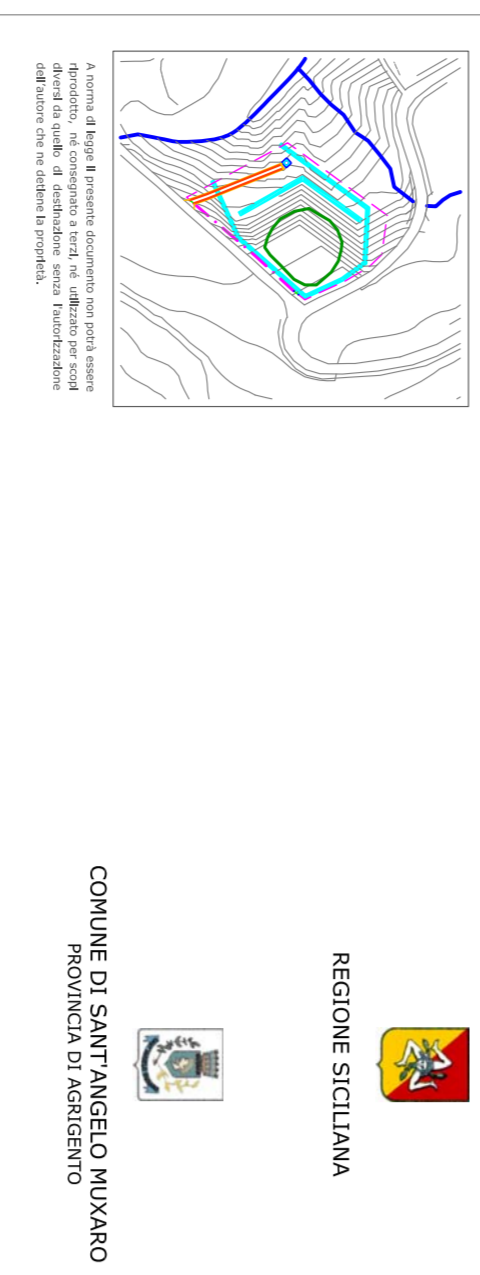 REGIONE SICILIANA
COMUNE DI SANT'ANGELO MUXARO
PROVINCIA DI AGRIGENTO
A norma di legge il presente documento non potrà essere
riprodotto, né consegnato a terzi, né utilizzato per scopi
diversi da quello di destinazione senza l'autorizzazione
dell'autore che ne detiene la proprietà.